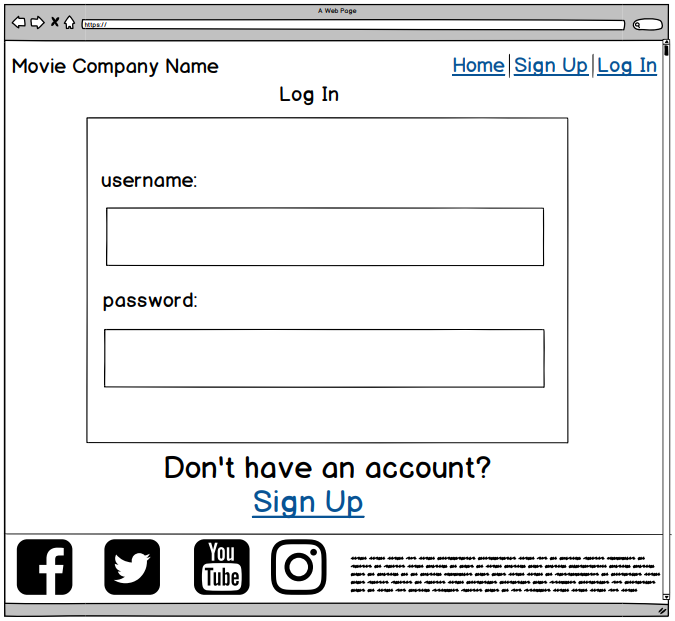 A Web Page
https://
Movie Company Name
Home Sign Up Log In
Log In
username:
password:
Don't have an account?
Sign Up
You
Tube